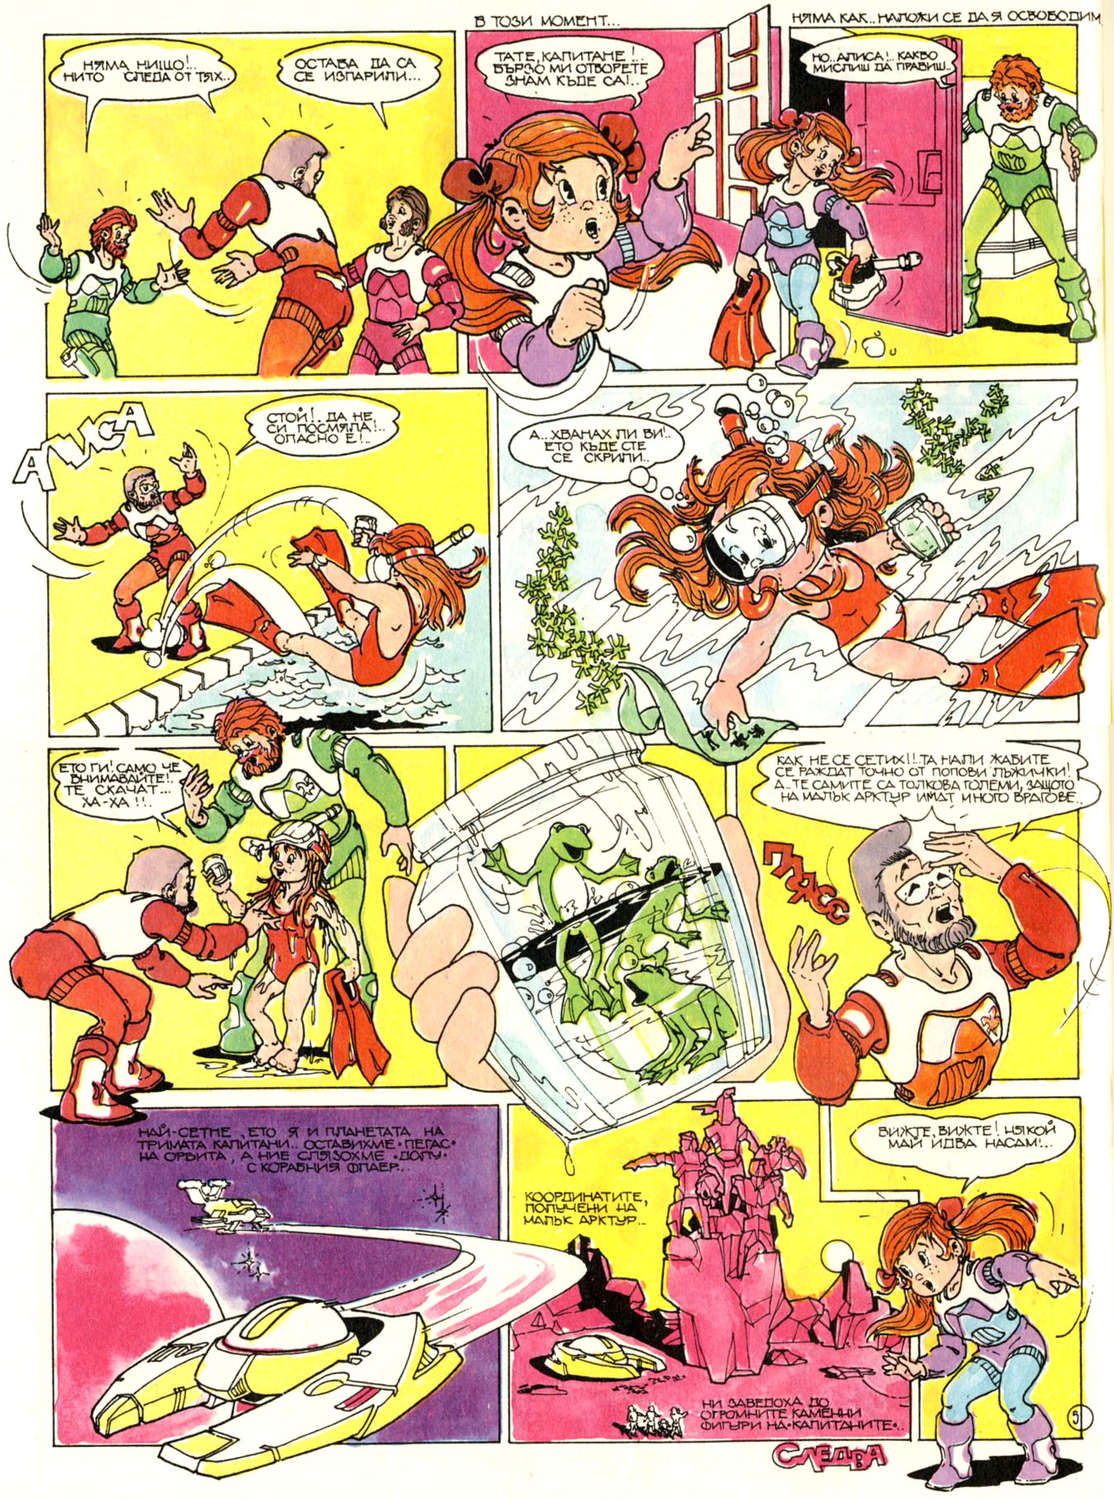 НЯМА НИЩО!..
НИТО СЛЕДА ОТ ТЯХ..
ОСТАВА ДА СА
СЕ ИЗПАРИЛИ...
В ТОЗИ МОМЕНТ...
ТАТЕ, КАПИТАНЕ!..
БЪРЗО МИ ОТВОРЕТЕ
ЗНАМ КЪДЕ СА!..
НЯМА КАК.. НАЛОЖИ СЕ ДА Я ОСВОБОДИМ
НО.. АЛИСА!.. КАКВО
МИСЛИШ ДА ПРАВИШ..
АЛИСА
СТОЙ!.. ДА НЕ
СИ ПОСМЯЛА!..
ОПАСНО Е!..
А.. ХВАНАХ ЛИ ВИ!..
ЕТО КЪДЕ СТЕ
СЕ СКРИЛИ..
ЕТО ГИ! САМО ЧЕ
ВНИМАВАЙТЕ!..
ТЕ СКАЧАТ...
ХА-ХА!!..
КАК НЕ СЕ СЕТИХ!!.. ТА НАЛИ ЖАБИТЕ
СЕ РАЖДАТ ТОЧНО ОТ ПОПОВИ ЛЪЖИЧКИ!
А.. ТЕ САМИТЕ СА ТОЛКОВА ГОЛЕМИ, ЗАЩОТО
НА МАЛЪК АРКТУР ИМАТ МНОГО ВРАГОВЕ..
ПЛЯСС
НАЙ-СЕТНЕ, ЕТО Я И ПЛАНЕТАТА НА
ТРИМАТА КАПИТАНИ.. ОСТАВИХМЕ •ПЕГАС•
НА ОРБИТА, А НИЕ СЛЯЗОХМЕ •ДОЛУ•
С КОРАБНИЯ ФЛАЕР...
КООРДИНАТИТЕ,
ПОЛУЧЕНИ НА
МАЛЪК АРКТУР...
НИ ЗАВЕДОХА ДО
ОГРОМНИТЕ КАМЕННИ
ФИГУРИ НА •КАПИТАНИТЕ•..
ВИЖТЕ, ВИЖТЕ! НЯКОЙ
МАЙ ИДВА НАСАМ!...
5
СЛЕДВА